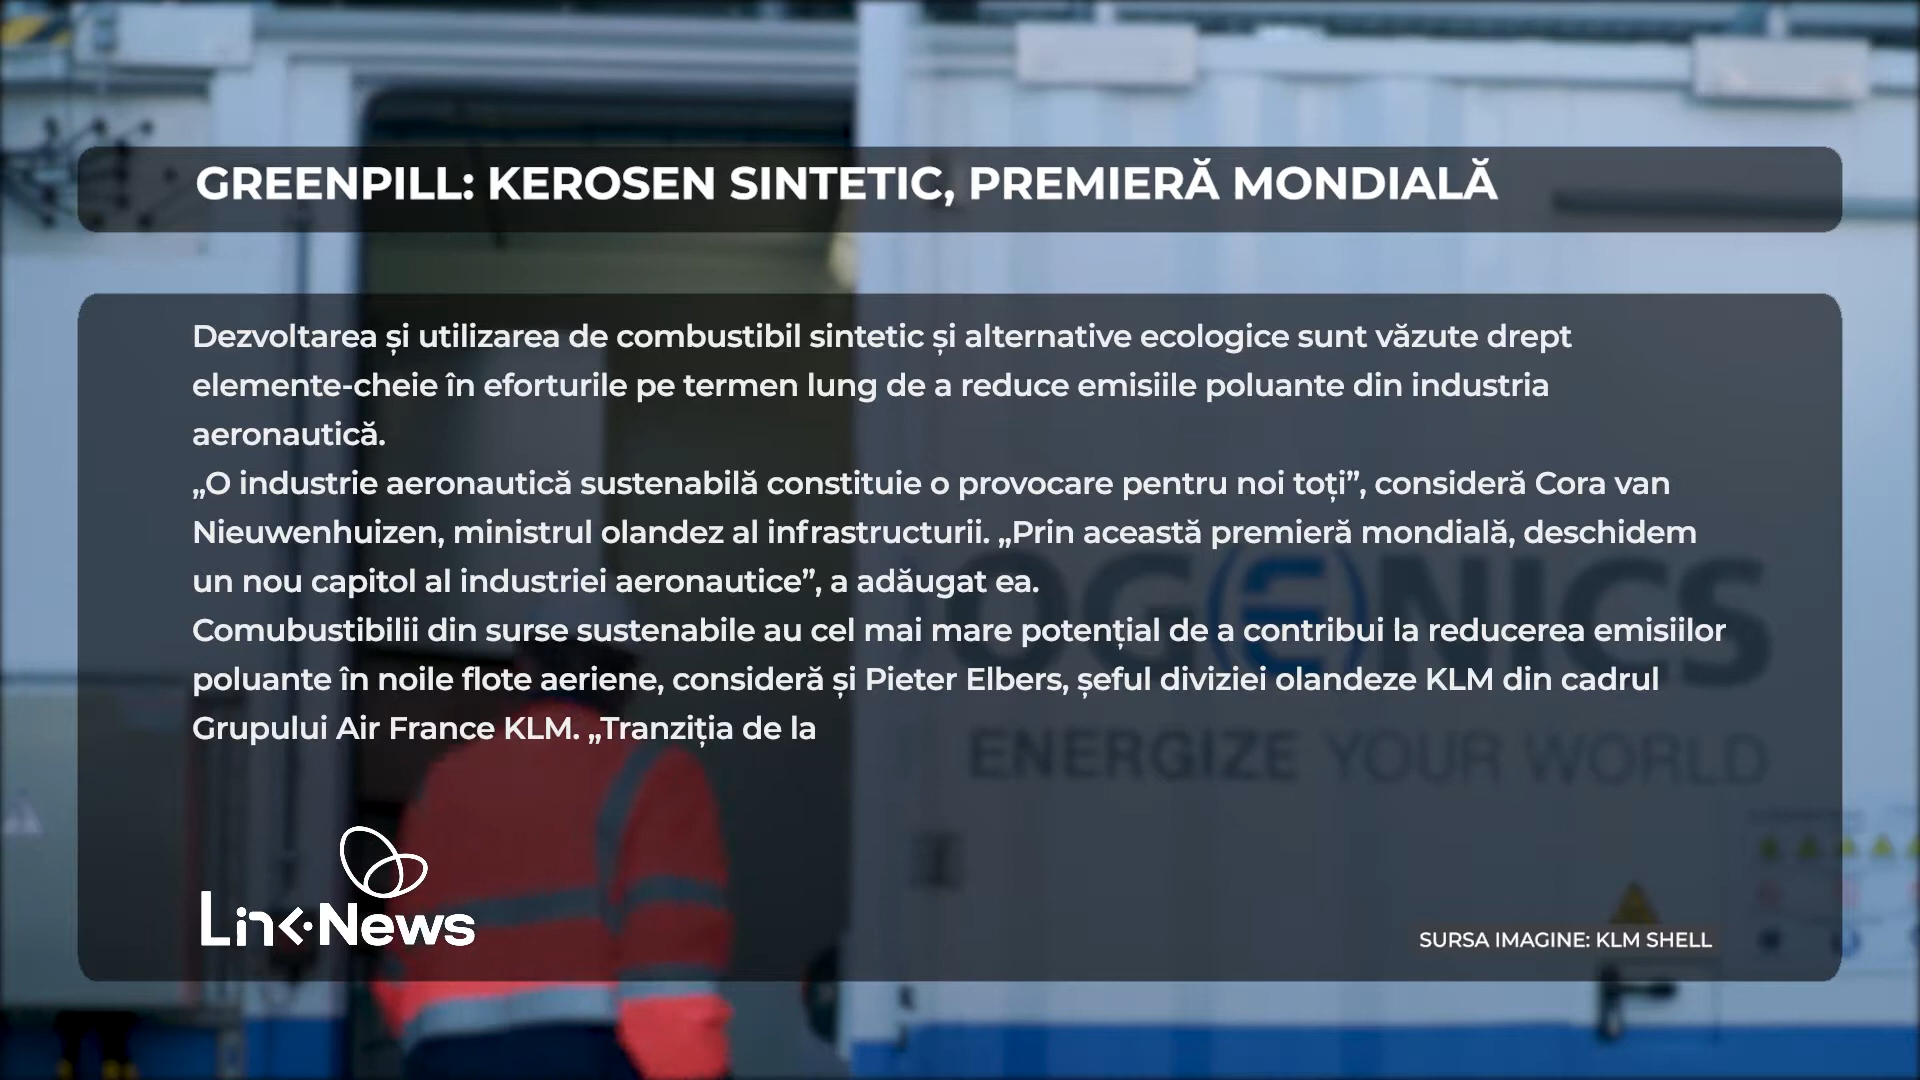 GREENPILL: KEROSEN SINTETIC, PREMIERĂ MONDIALĂ
Dezvoltarea și utilizarea de combustibil sintetic și alternative ecologice sunt văzute drept
elemente-cheie în eforturile pe termen lung de a reduce emisiile poluante din industria
aeronautică.
„O industrie aeronautică sustenabilă constituie o provocare pentru noi toți”, consideră Cora van
Nieuwenhuizen, ministrul olandez al infrastructurii. „Prin această premieră mondială, deschidem
un nou capitol al industriei aeronautice”, a adăugat ea.
Comubustibilii din surse sustenabile au cel mai mare potențial de a contribui la reducerea emisiilor
poluante în noile flote aeriene, consideră și Pieter Elbers, șeful diviziei olandeze KLM din cadrul
Grupului Air France KLM. „Tranziția de la
OGENICS
ENERGIZE YOUR WORLD
Link News
SURSA IMAGINE: KLM SHELL